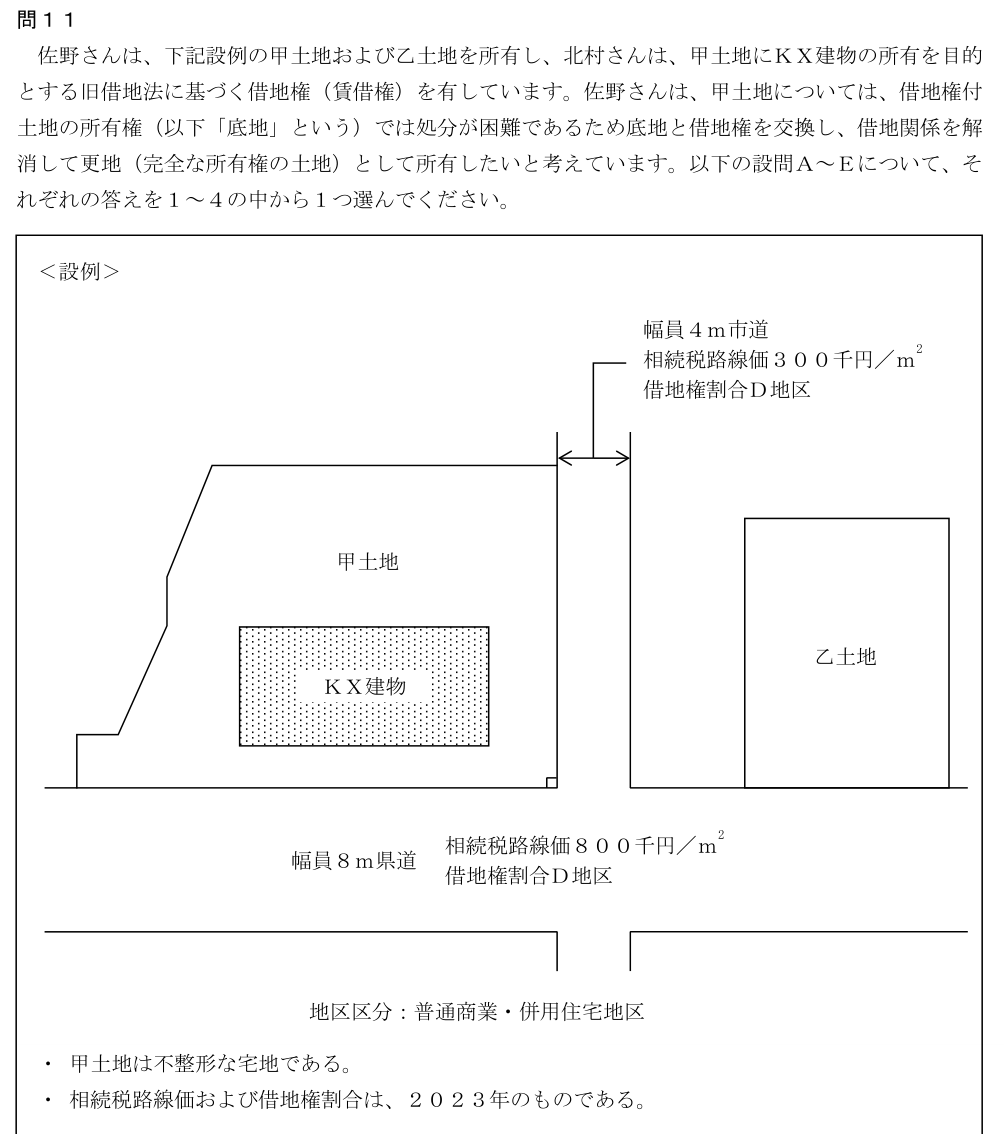 問11
佐野さんは、下記設例の甲土地および乙土地を所有し、北村さんは、甲土地にKX建物の所有を目的
とする旧借地法に基づく借地権(賃借権)を有しています。佐野さんは、甲土地については、借地権付
土地の所有権(以下「底地」という)では処分が困難であるため底地と借地権を交換し、借地関係を解
消して更地(完全な所有権の土地)として所有したいと考えています。以下の設問A~Eについて、そ
れぞれの答えを1~4の中から1つ選んでください。
<設例>
幅員4m市道
相続税路線価300千円/m²
借地権割合D地区
甲土地
KX建物
乙土地
幅員8m県道
相続税路線価800千円/m²
借地権割合D地区
地区区分:普通商業・併用住宅地区
・ 甲土地は不整形な宅地である。
・ 相続税路線価および借地権割合は、2023年のものである。